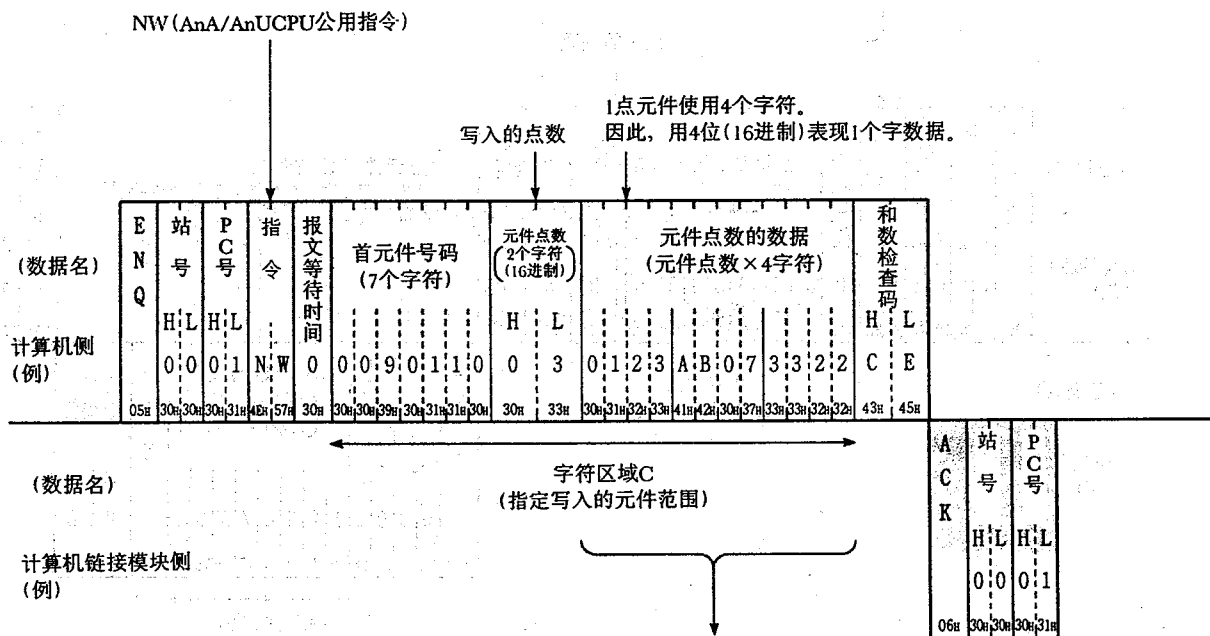 NW(AnA/AnUCPU公用指令)
1点元件使用4个字符。
写入的点数 因此，用4位(16进制)表现1个字数据。
(数据名) ENQ 站号 PC号 指令 报文等待时间 首元件号码 (7个字符) 元件点数 (2个字符 (16进制)) 元件点数的数据 (元件点数×4字符) 和数检查码
H L H L H L H L
计算机侧
(例) 0 0 0 1 N W 0 0 0 9 0 1 1 0 0 3 0 1 2 3 A B 0 7 3 3 2 2 C E
05H 30H 30H 30H 31H 4EH 57H 30H 30H 30H 39H 30H 31H 31H 30H 30H 33H 30H 31H 32H 33H 41H 42H 30H 37H 33H 33H 32H 32H 43H 45H
(数据名) 字符区域C ACK 站号 PC号
(指定写入的元件范围)
计算机链接模块侧 H L H L
(例) 0 0 0 1
06H 30H 30H 30H 31H